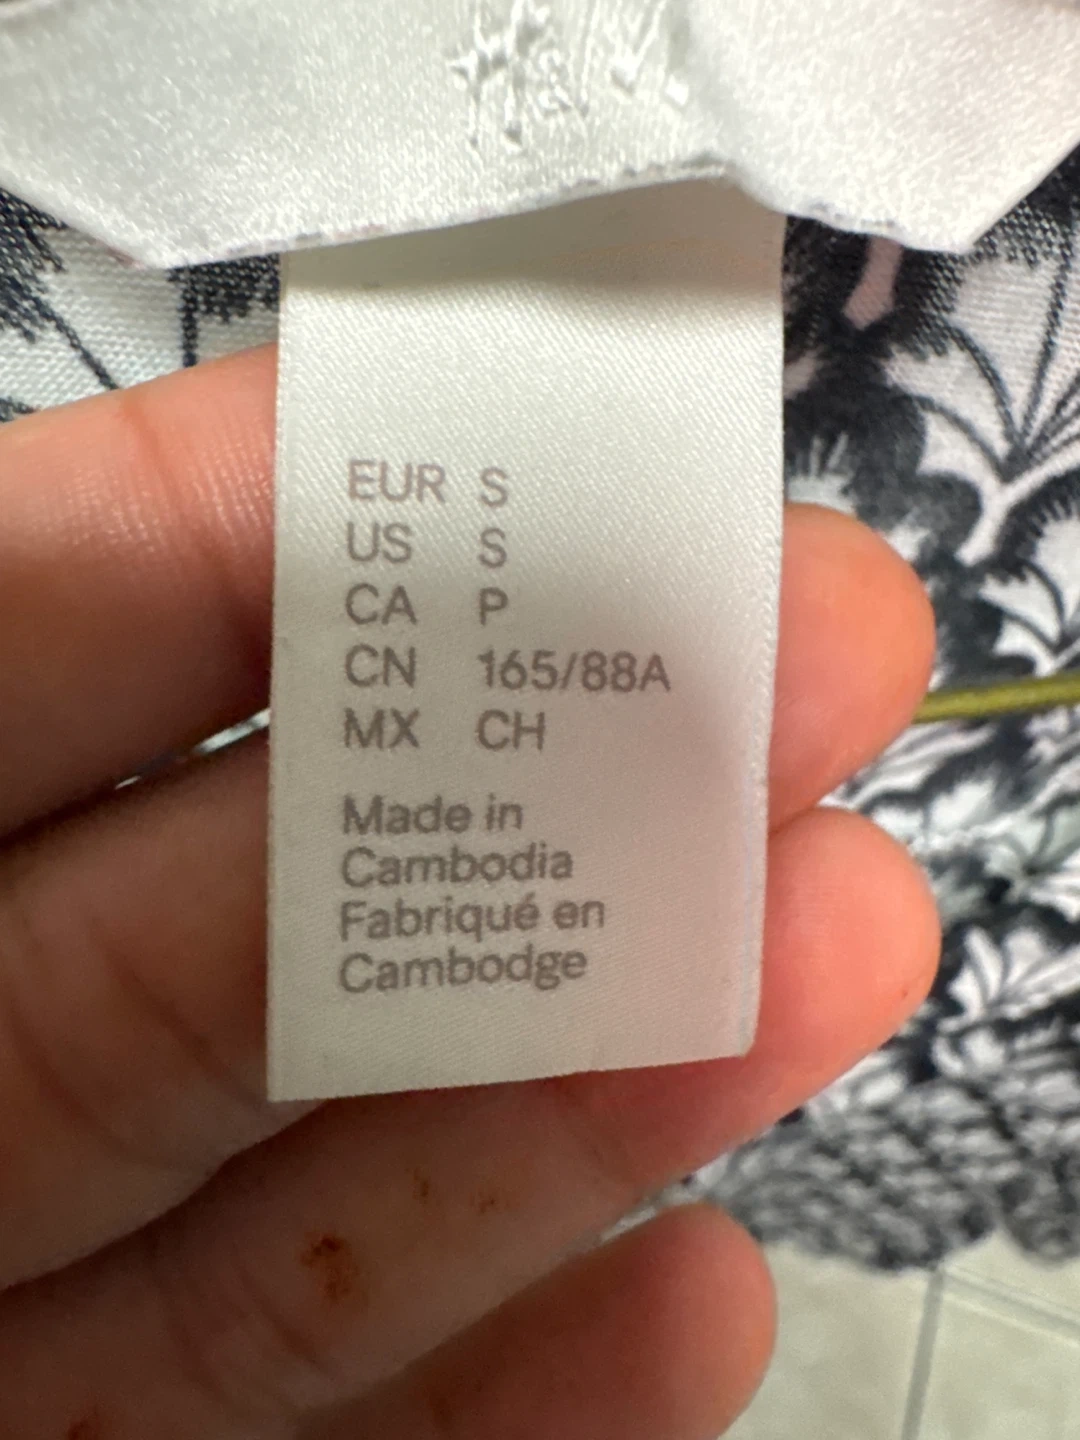 EUR S
US S
CA P
CN 165/88A
MX CH
Made in
Cambodia
Fabriqué en
Cambodge